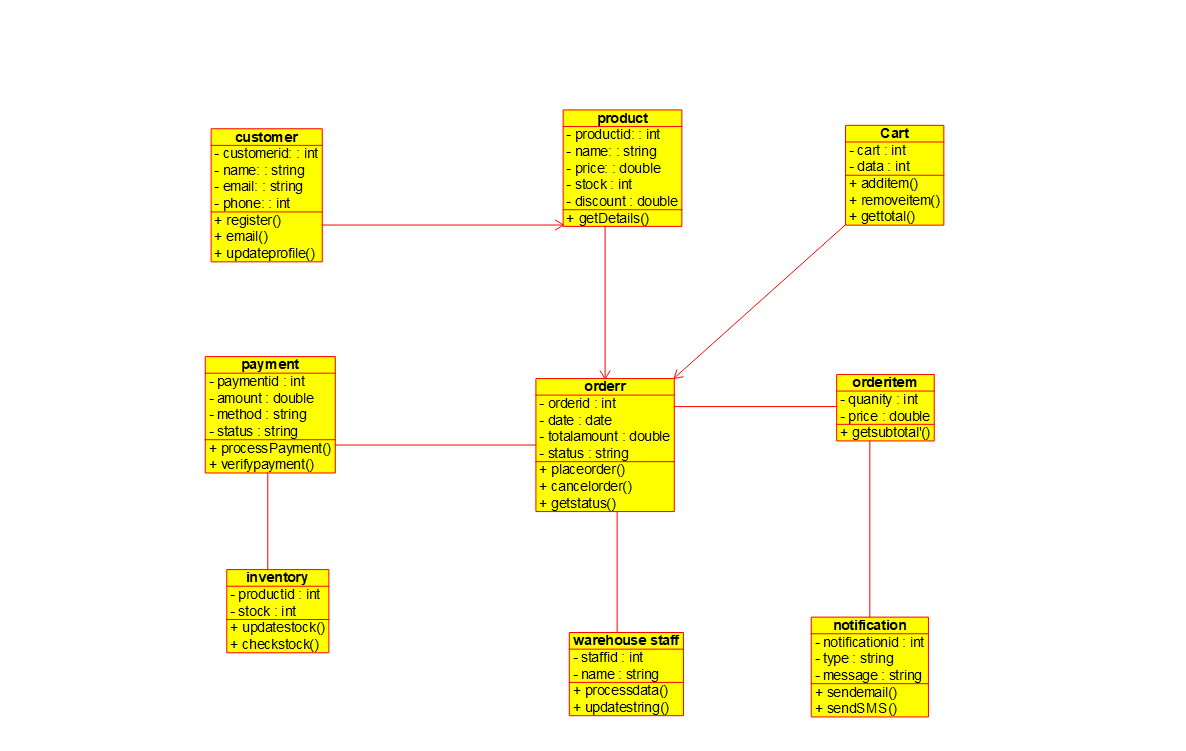 customer
- customerid: : int
- name: : string
- email: : string
- phone: : int
+ register()
+ email()
+ updateprofile()
product
- productid: : int
- name: : string
- price: : double
- stock : int
- discount : double
+ getDetails()
Cart
- cart : int
- data : int
+ additem()
+ removeitem()
+ gettotal()
payment
- paymentid : int
- amount : double
- method : string
- status : string
+ processPayment()
+ verifypayment()
orderr
- orderid : int
- date : date
- totalamount : double
- status : string
+ placeorder()
+ cancelorder()
+ getstatus()
orderitem
- quanity : int
- price : double
+ getsubtotal'()
inventory
- productid : int
- stock : int
+ updatestock()
+ checkstock()
warehouse staff
- staffid : int
- name : string
+ processdata()
+ updatestring()
notification
- notificationid : int
- type : string
- message : string
+ sendemail()
+ sendSMS()